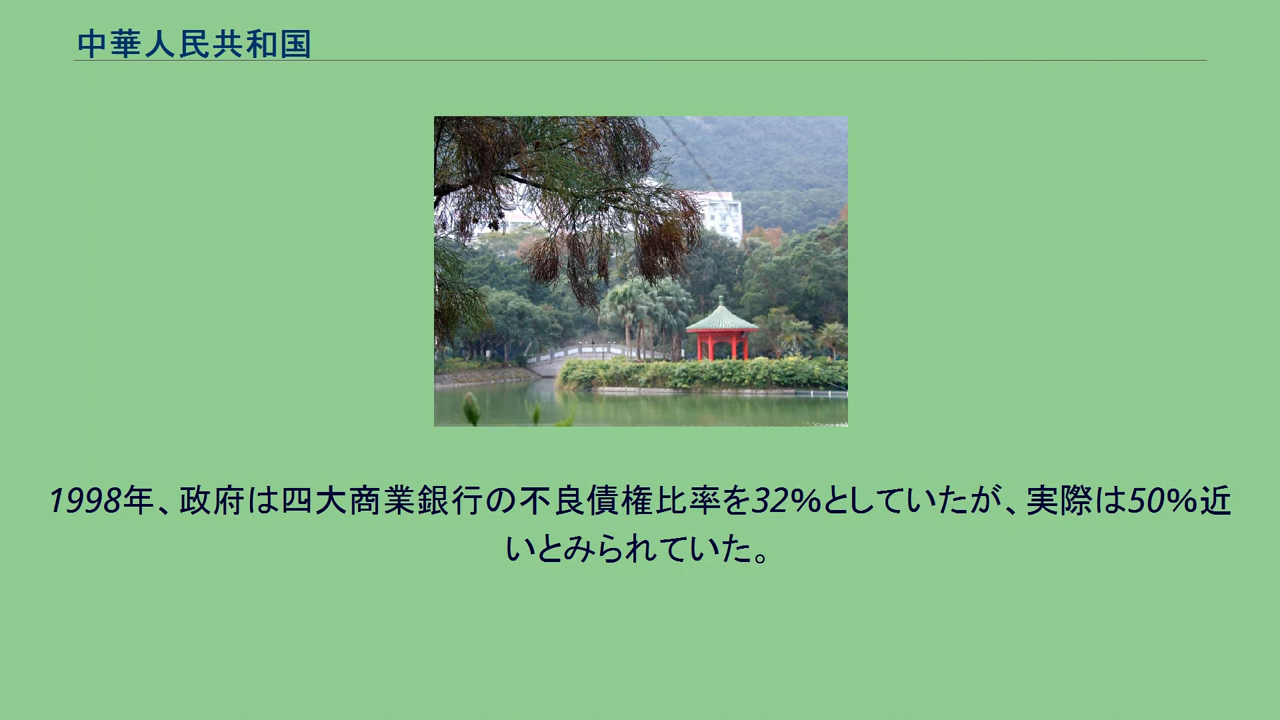 中華人民共和国
1998年、政府は四大商業銀行の不良債権比率を32%としていたが、実際は50%近
いとみられていた。